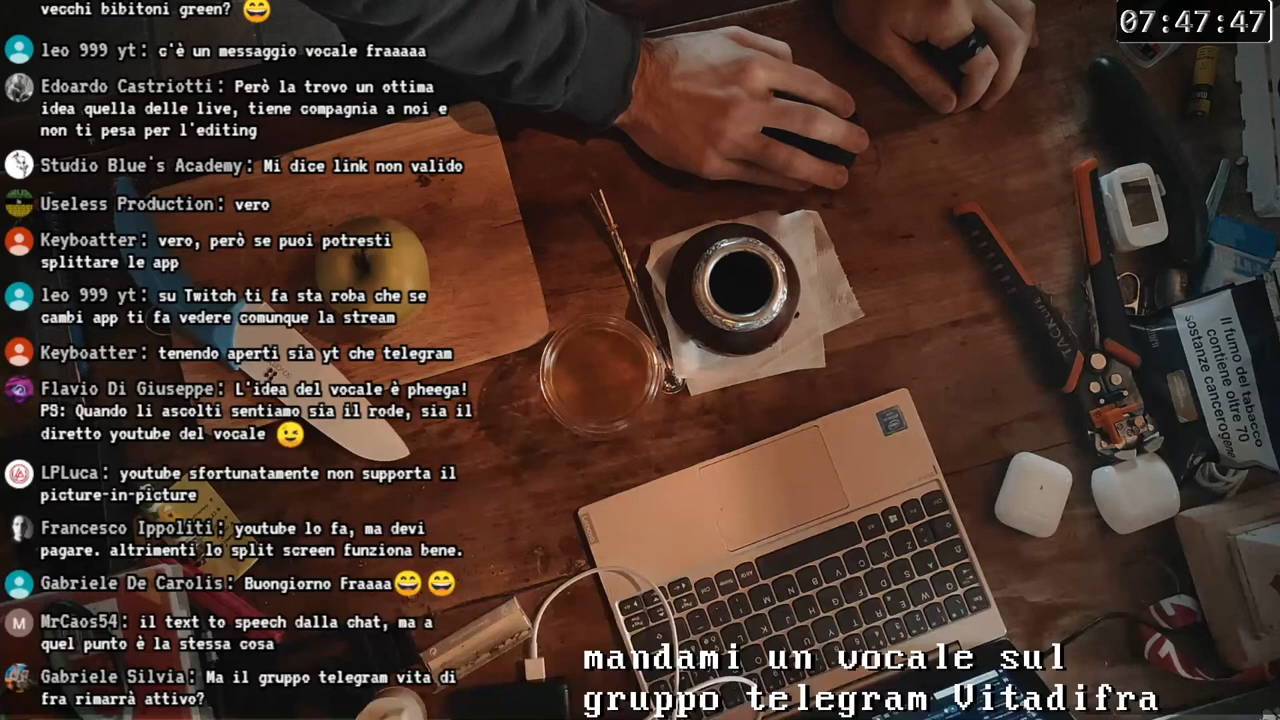 vecchi bibitoni green? 😄
07:47:47
leo 999 yt: c'è un messaggio vocale fraaaaa
Edoardo Castriotti: Però la trovo un ottima
idea quella delle live, tiene compagnia a noi e
non ti pesa per l'editing
Studio Blue's Academy: Mi dice link non valido
Useless Production: vero
Keyboatter: vero, però se puoi potresti
splittare le app
leo 999 yt: su Twitch ti fa sta roba che se
cambi app ti fa vedere comunque la stream
Keyboatter: tenendo aperti sia yt che telegram
Flavio Di Giuseppe: L'idea del vocale è pheega!
PS: Quando li ascolti sentiamo sia il rode, sia il
diretto youtube del vocale 😉
LPLuca: youtube sfortunatamente non supporta il
picture-in-picture
Francesco Ippoliti: youtube lo fa, ma devi
pagare. altrimenti lo split screen funziona bene.
Gabriele De Carolis: Buongiorno Fraaaa😄 😄
M
MrCaos54: il text to speech dalla chat, ma a
quel punto è la stessa cosa
Gabriele Silvia: Ma il gruppo telegram vita di
fra rimarrà attivo?
Il fumo del tabacco
contiene oltre 70
sostanze cancerogene
mandami un vocale sul
gruppo telegram Vitadifra